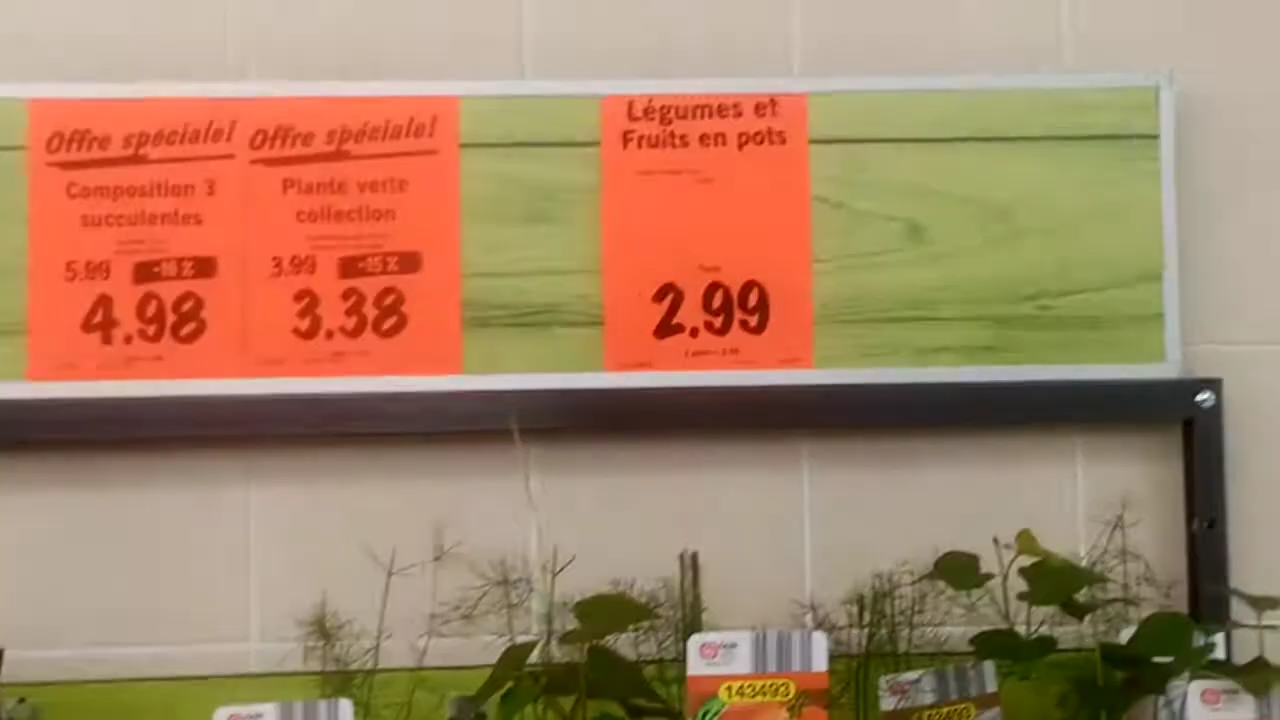 Offre spéciale!
Composition 3
succulentes
5.99
4.98
Offre spéciale!
Plante verte
collection
3.99 -15%
3.38
Légumes et
Fruits en pots
2.99
143493